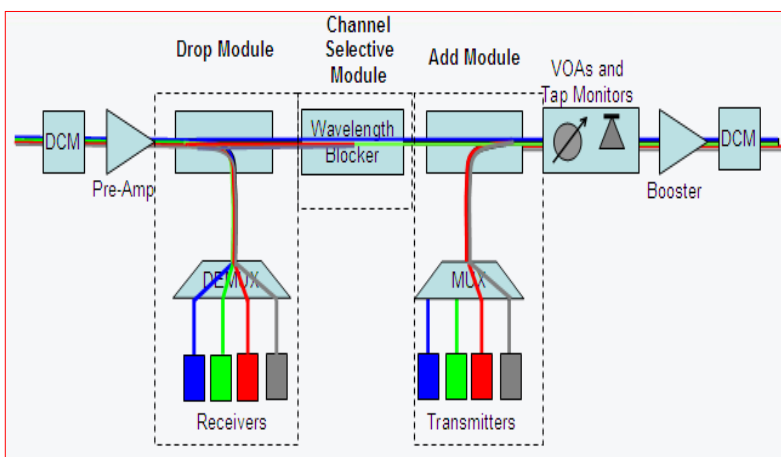 Drop Module
Channel
Selective
Module
Add Module
VOAs and
Tap Monitors
DCM
Pre-Amp
Wavelength
Blocker
Booster
DCM
DEMUX
MUX
Receivers
Transmitters